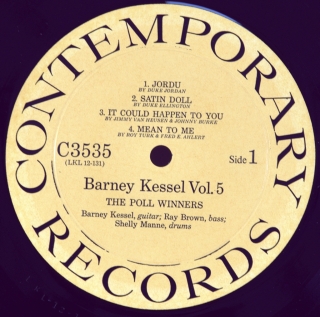 CONTEMPORARY
1. JORDU
BY DUKE JORDAN
2. SATIN DOLL
BY DUKE ELLINGTON
3. IT COULD HAPPEN TO YOU
BY JIMMY VAN HEUSEN & JOHNNY BURKE
4. MEAN TO ME
BY ROY TURK & FRED E. AHLERT
C3535
(LKL 12-131)
Side 1
Barney Kessel Vol. 5
THE POLL WINNERS
Barney Kessel, guitar; Ray Brown, bass;
Shelly Manne, drums
RECORDS